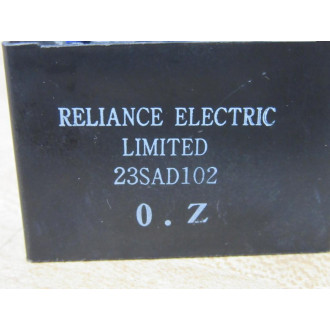 RELIANCE ELECTRIC
LIMITED
23SAD102
0.Z